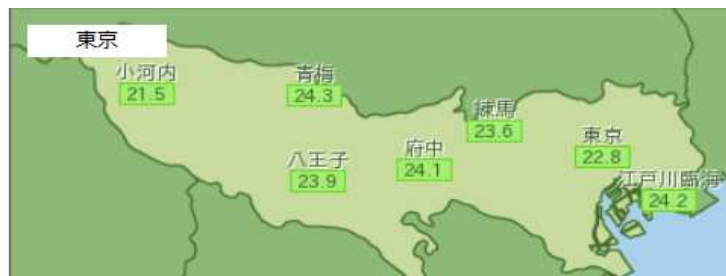 東京
小河内
21.5
青梅
24.3
練馬
23.6
東京
22.8
八王子
23.9
府中
24.1
江戸川臨海
24.2